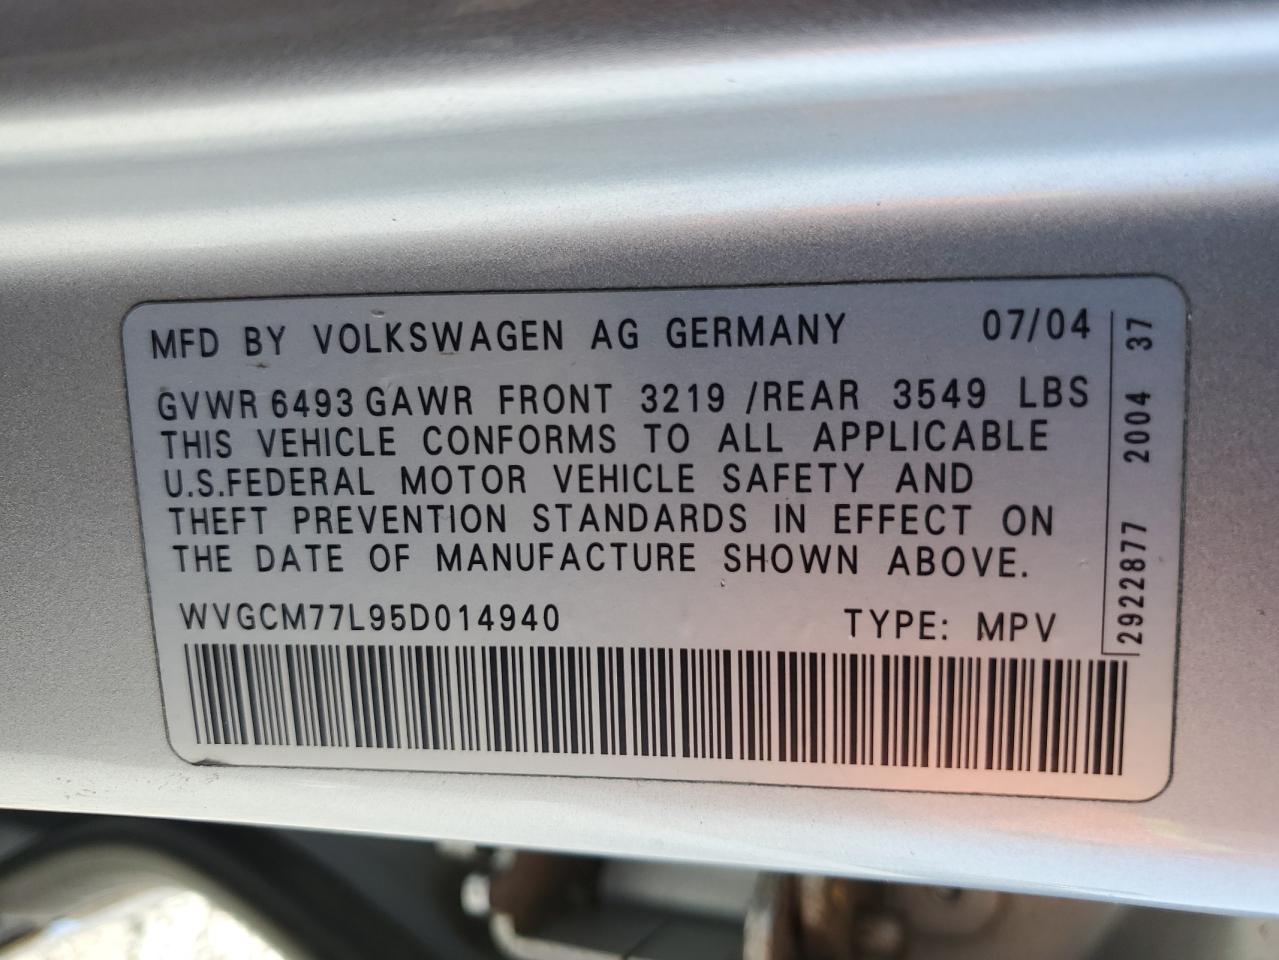 MFD BY VOLKSWAGEN AG GERMANY 07/04
GVWR 6493 GAWR FRONT 3219 /REAR 3549 LBS
THIS VEHICLE CONFORMS TO ALL APPLICABLE
U.S.FEDERAL MOTOR VEHICLE SAFETY AND
THEFT PREVENTION STANDARDS IN EFFECT ON
THE DATE OF MANUFACTURE SHOWN ABOVE.
WVGCM77L95D014940 TYPE: MPV
2922877 2004 37